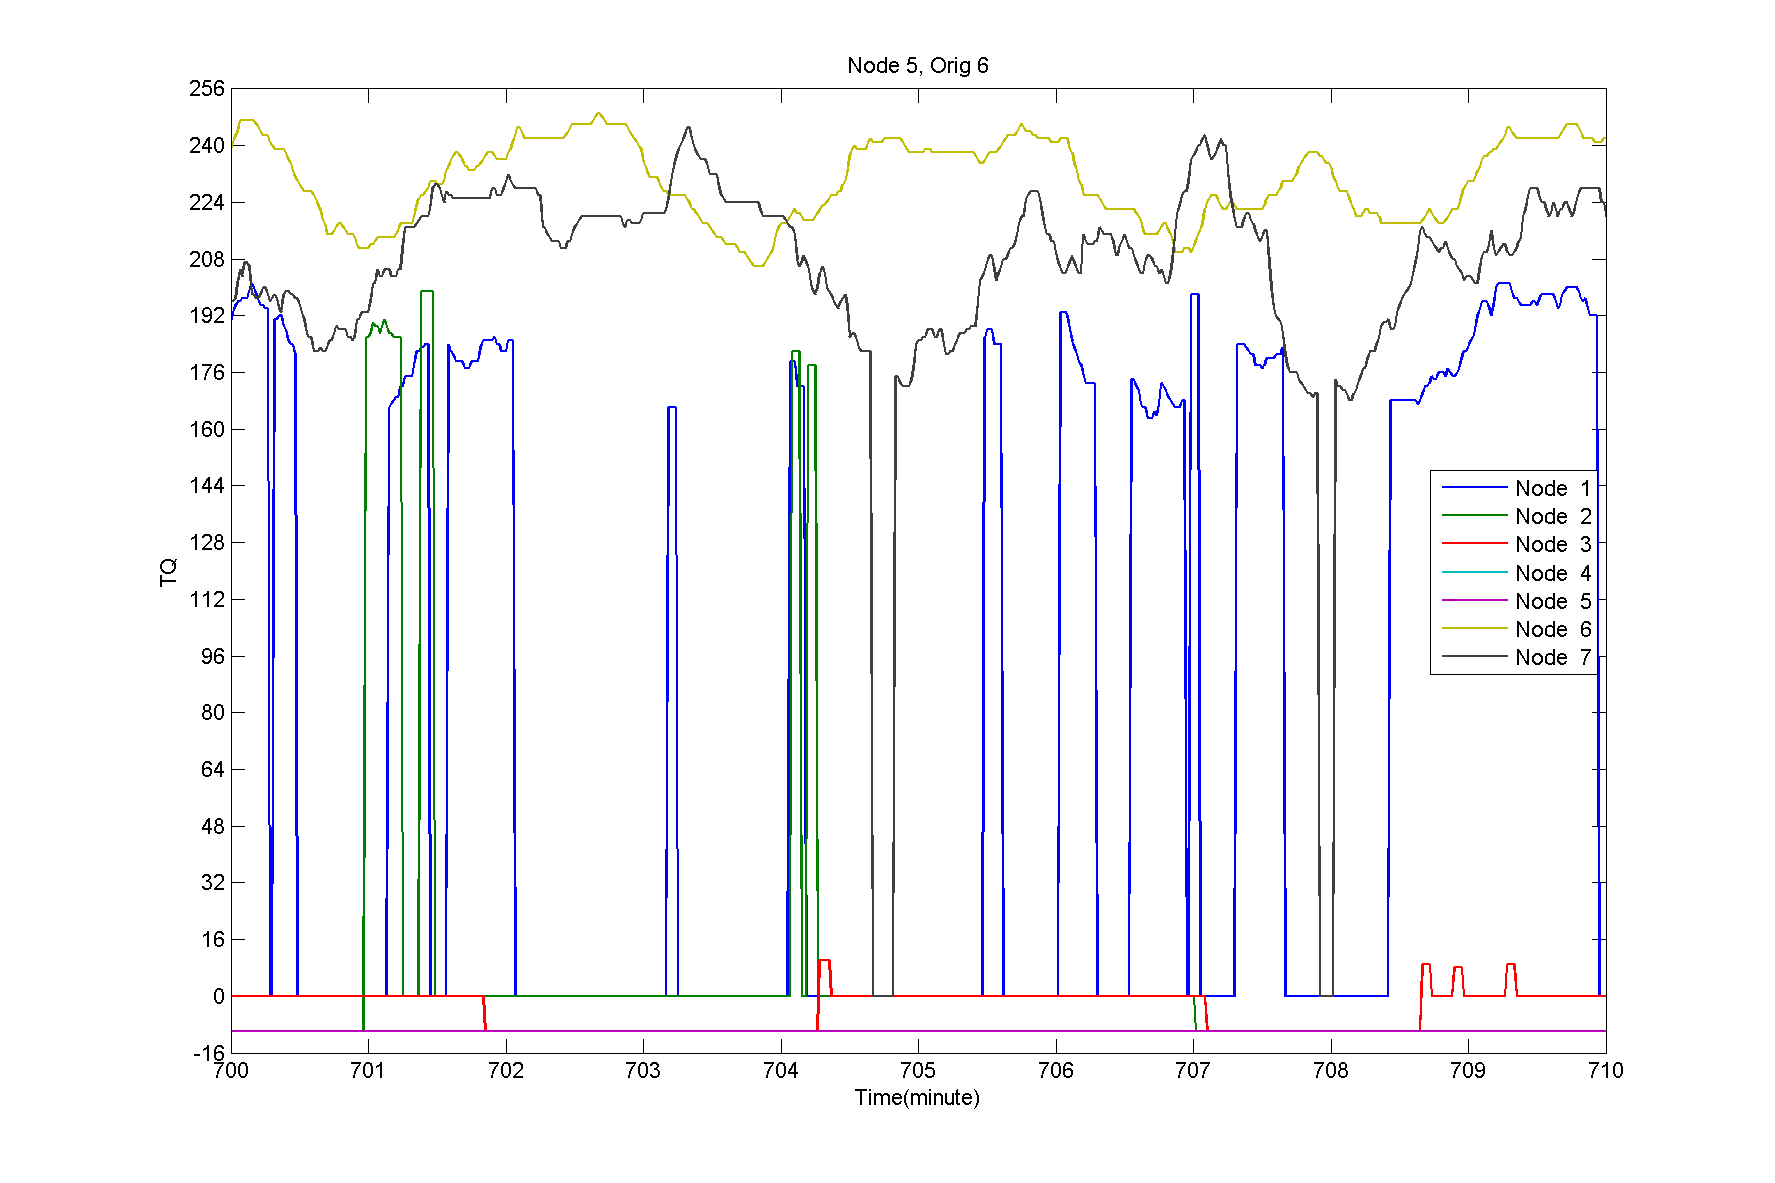 Node 5, Orig 6
256
240
224
208
192
176
160
144
128
112
96
80
64
48
32
16
0
-16
TQ
Node 1
Node 2
Node 3
Node 4
Node 5
Node 6
Node 7
700 701 702 703 704 705 706 707 708 709 710
Time(minute)